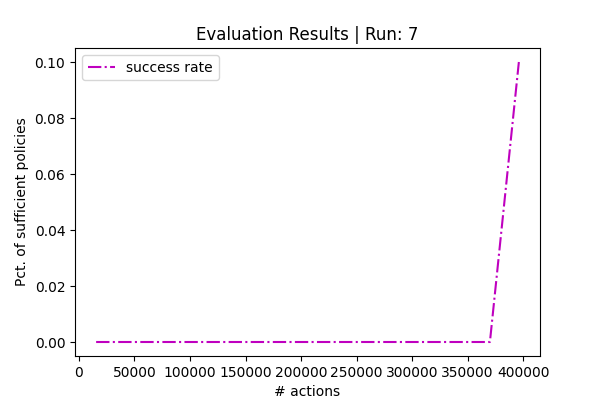 Evaluation Results | Run: 7
success rate
Pct. of sufficient policies
0.10
0.08
0.06
0.04
0.02
0.00
0 50000 100000 150000 200000 250000 300000 350000 400000
# actions